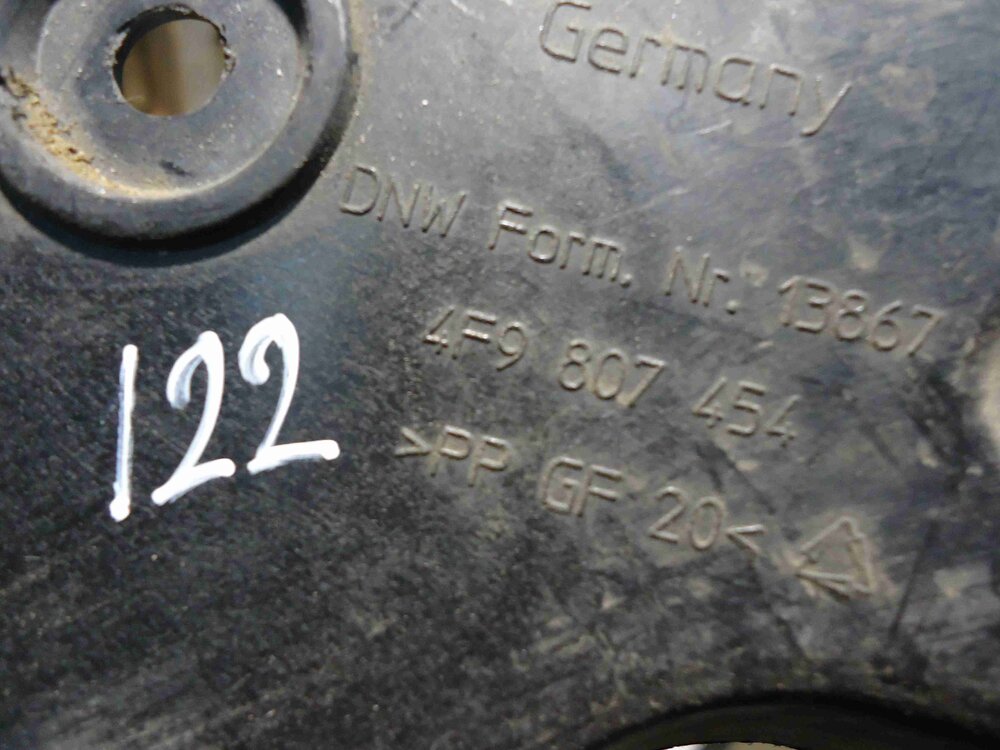 Germany
DNW Form. Nr. 13867
4F9 807 454
>PP GF 20<
122